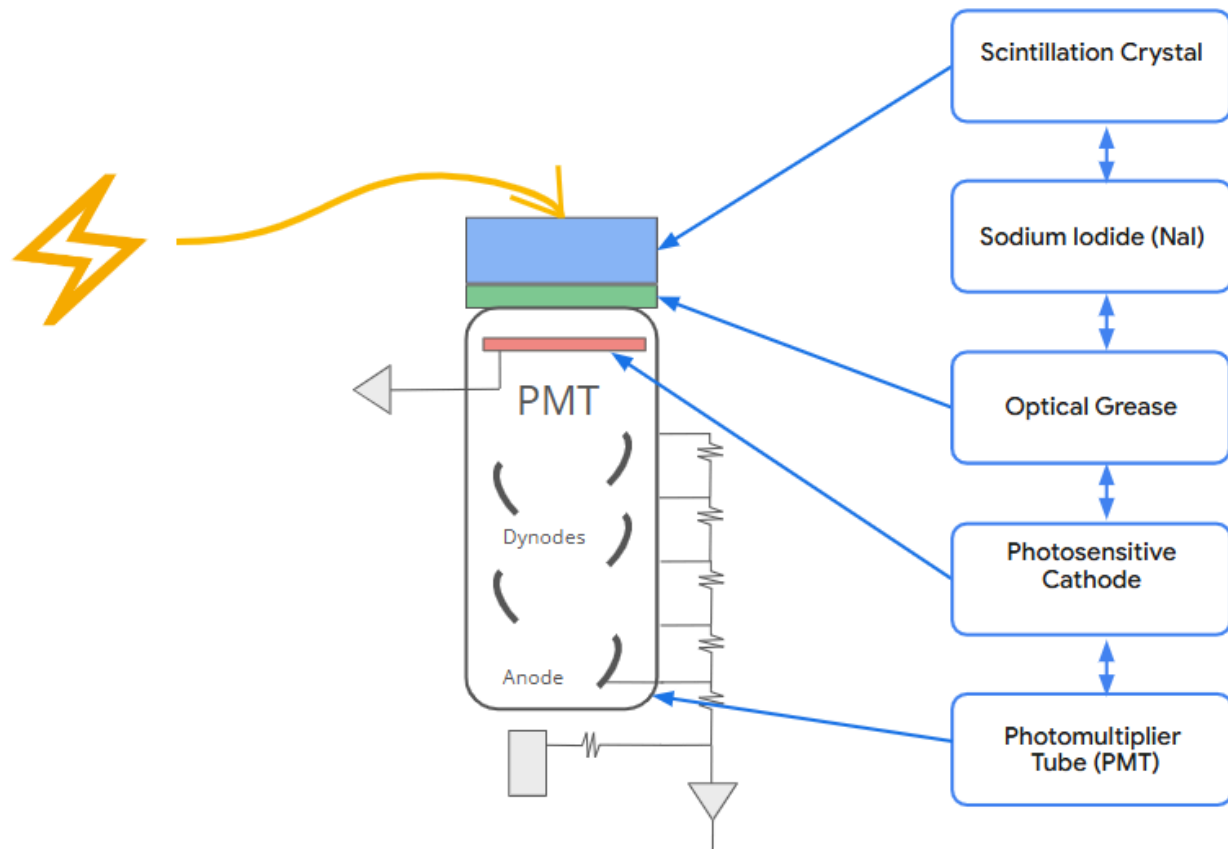 Scintillation Crystal
Sodium Iodide (NaI)
Optical Grease
Photosensitive
Cathode
Photomultiplier
Tube (PMT)
PMT
Dynodes
Anode